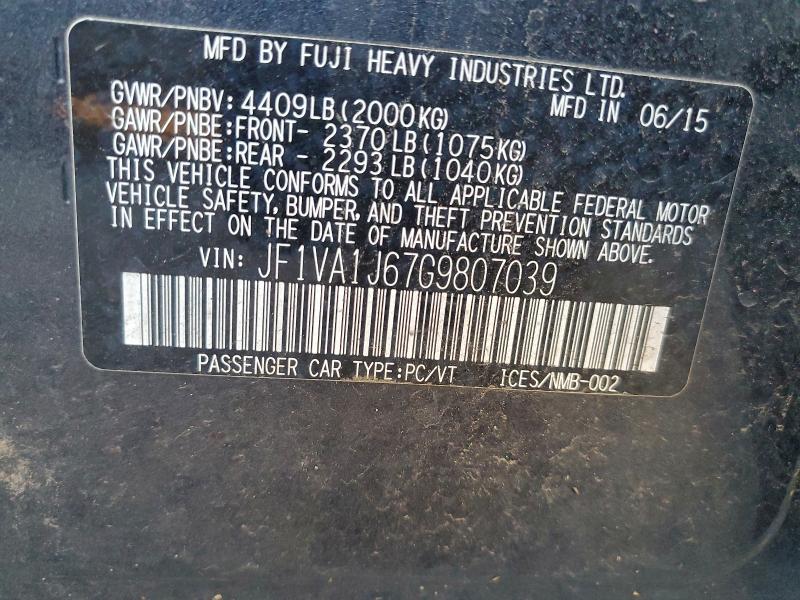 MFD BY FUJI HEAVY INDUSTRIES LTD.
GVWR/PNBV: 4409LB(2000KG) MFD IN 06/15
GAWR/PNBE:FRONT- 2370LB(1075KG)
GAWR/PNBE:REAR - 2293LB(1040KG)
THIS VEHICLE CONFORMS TO ALL APPLICABLE FEDERAL MOTOR
VEHICLE SAFETY, BUMPER, AND THEFT PREVENTION STANDARDS
IN EFFECT ON THE DATE OF MANUFACTURE SHOWN ABOVE.
VIN: JF1VA1J67G9807039
PASSENGER CAR TYPE:PC/VT ICES/NMB-002